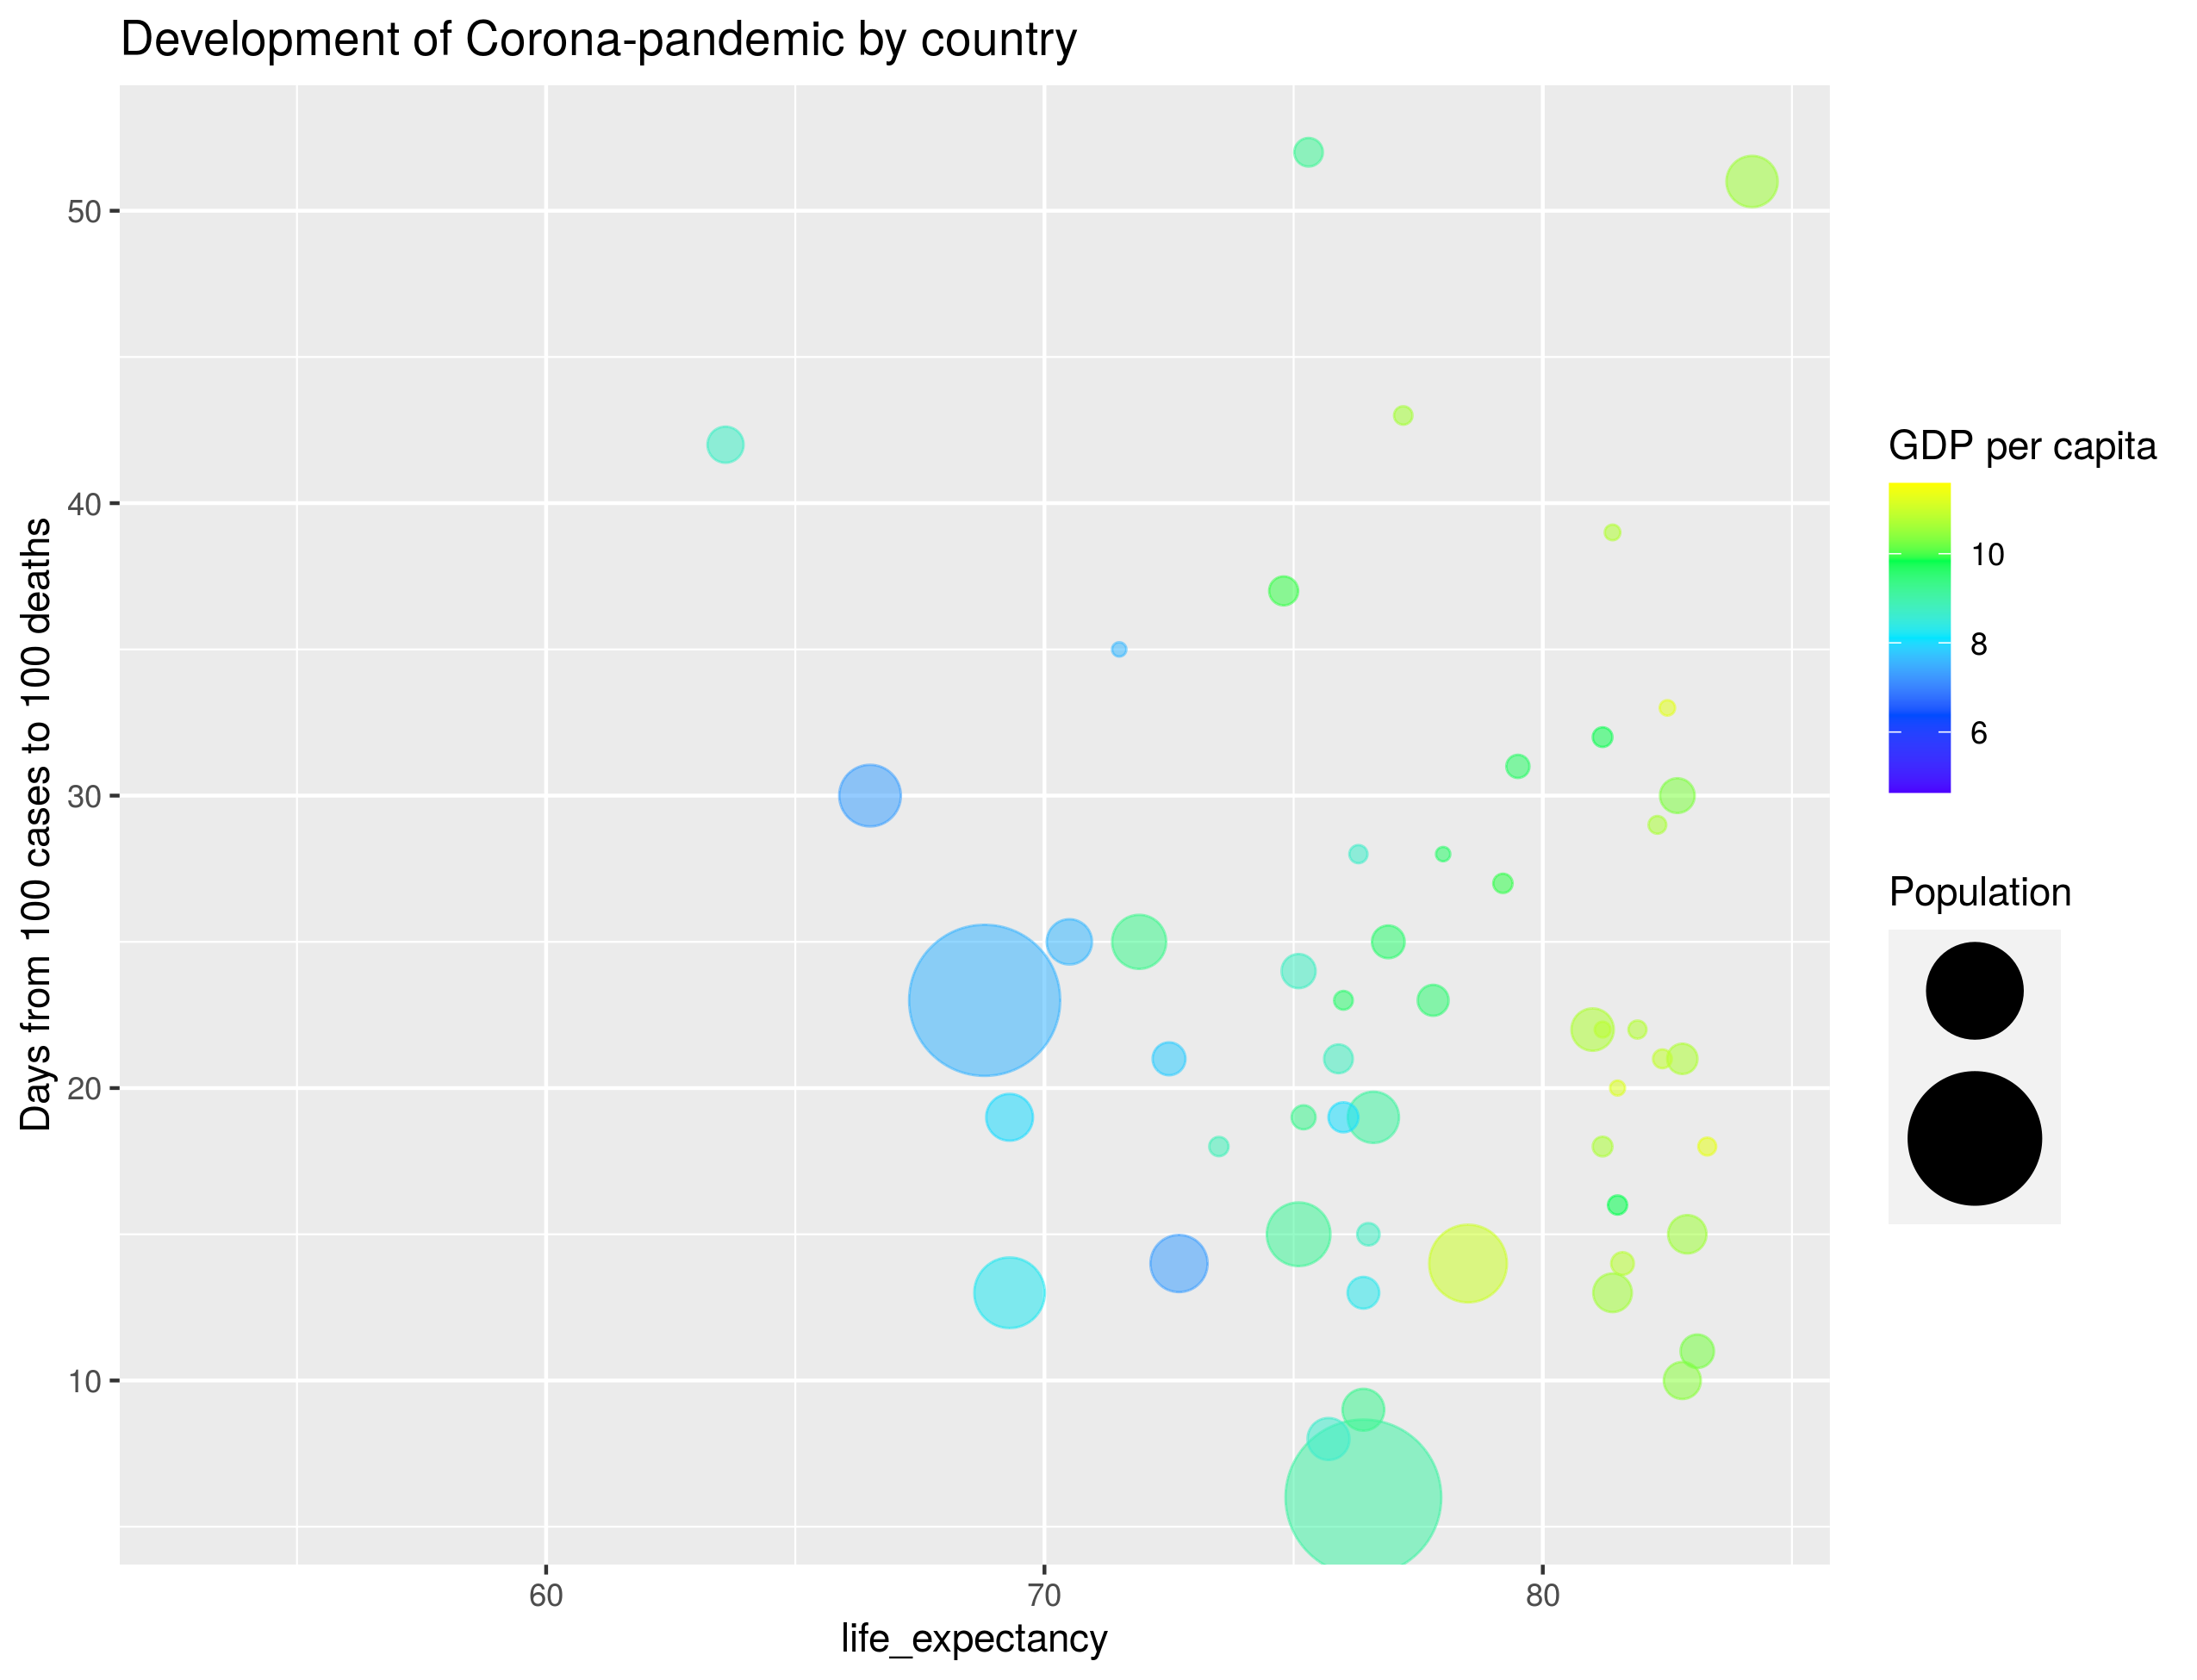 Development of Corona-pandemic by country
Days from 100 cases to 100 deaths
50
40
30
20
10
60
70
80
life_expectancy
GDP per capita
10
8
6
Population